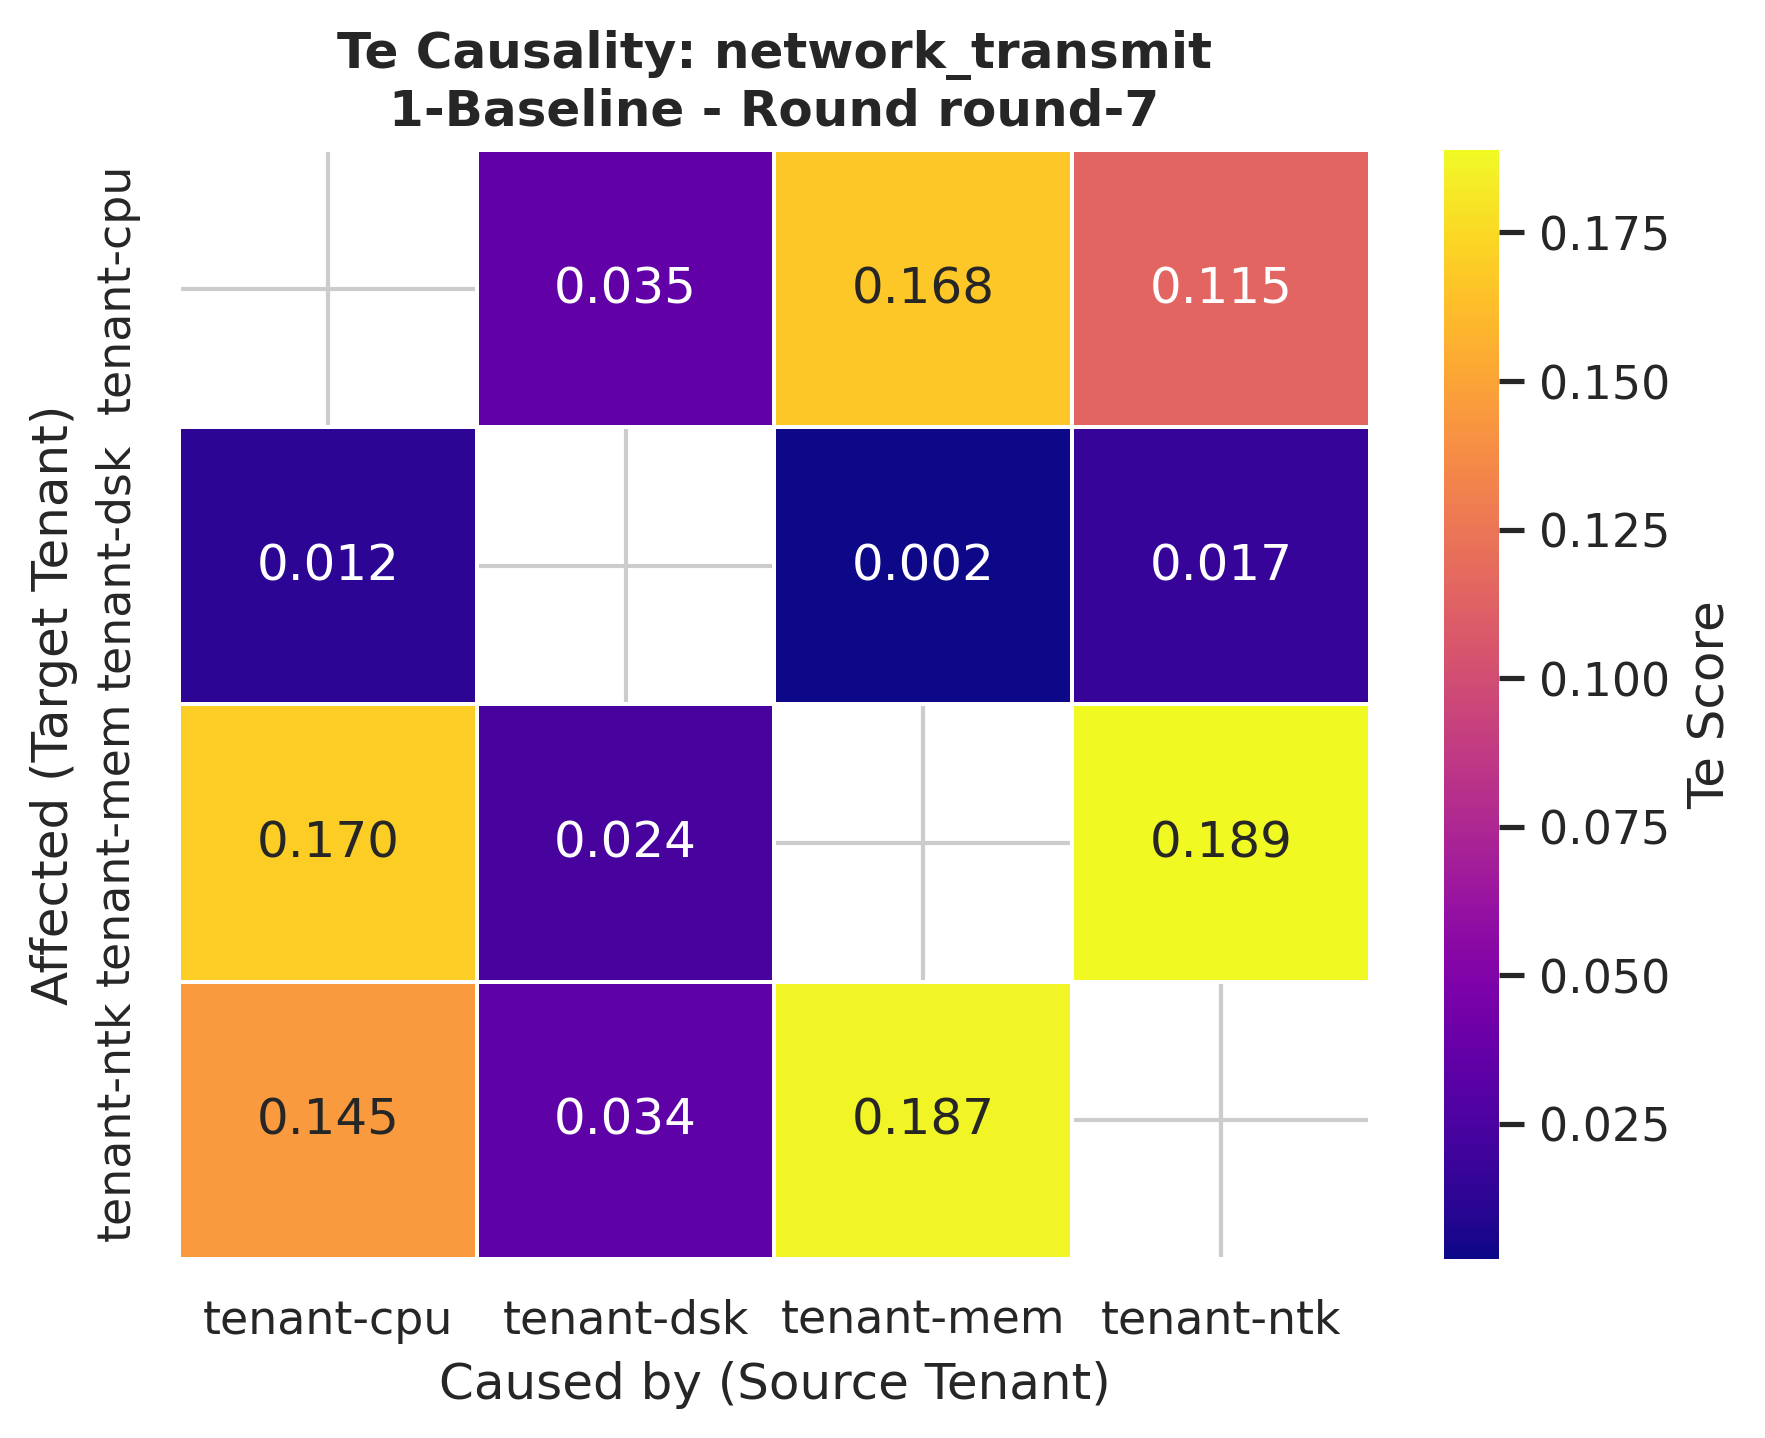 Te Causality: network_transmit
1-Baseline - Round round-7
Affected (Target Tenant)
tenant-cpu
0.035 0.168 0.115
tenant-dsk
0.012 0.002 0.017
tenant-mem
0.170 0.024 0.189
tenant-ntk
0.145 0.034 0.187
tenant-cpu tenant-dsk tenant-mem tenant-ntk
Caused by (Source Tenant)
0.175
0.150
0.125
0.100
0.075
0.050
0.025
Te Score